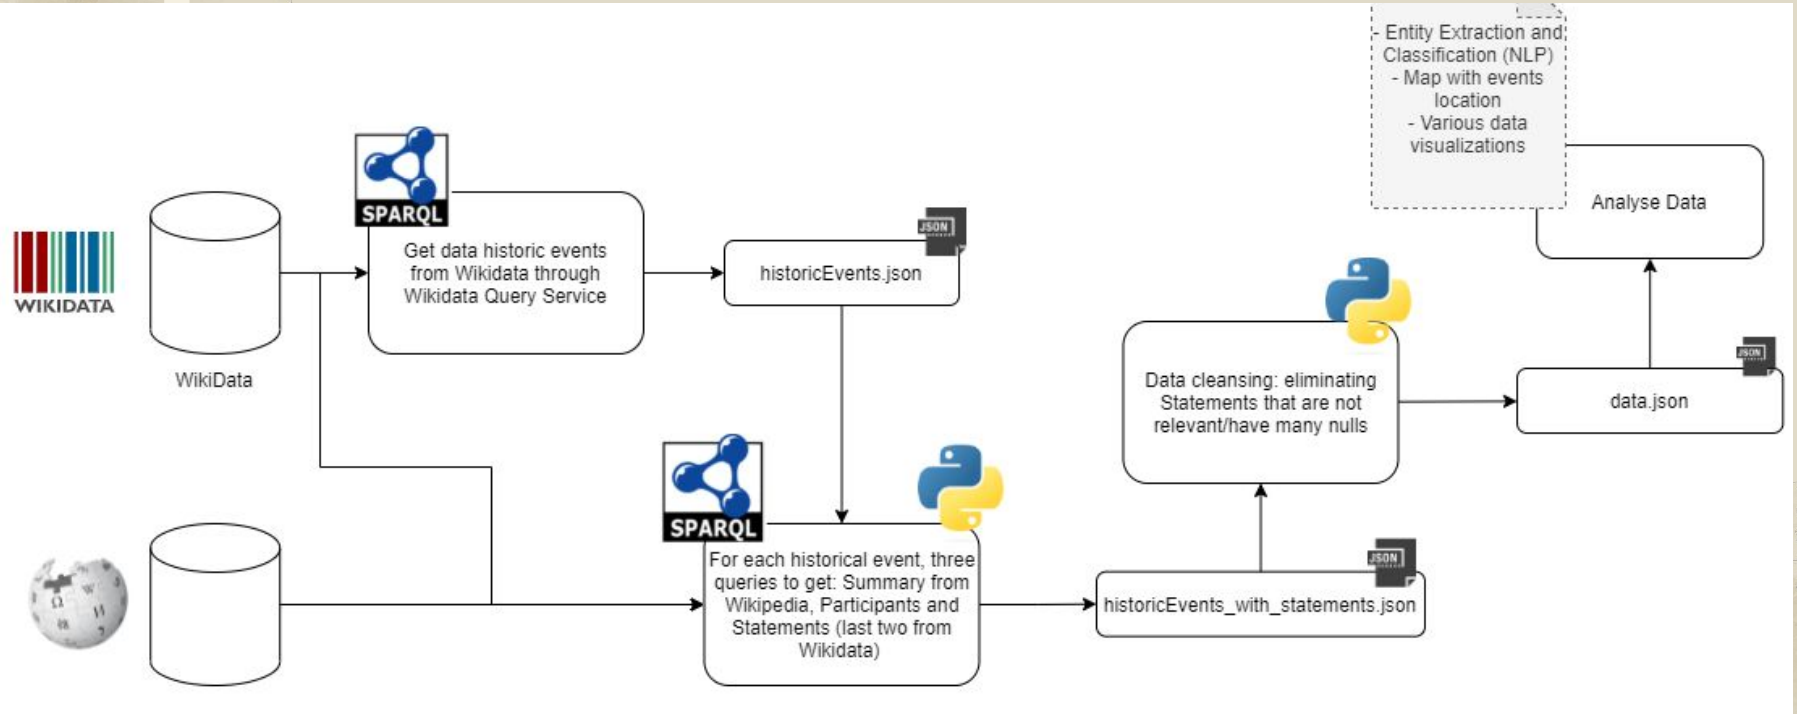 WIKIDATA
WikiData
SPARQL
Get data historic events
from Wikidata through
Wikidata Query Service
JSON
historicEvents.json
SPARQL
For each historical event, three
queries to get: Summary from
Wikipedia, Participants and
Statements (last two from
Wikidata)
JSON
historicEvents_with_statements.json
Data cleansing: eliminating
Statements that are not
relevant/have many nulls
JSON
data.json
Analyse Data
- Entity Extraction and
Classification (NLP)
- Map with events
location
- Various data
visualizations